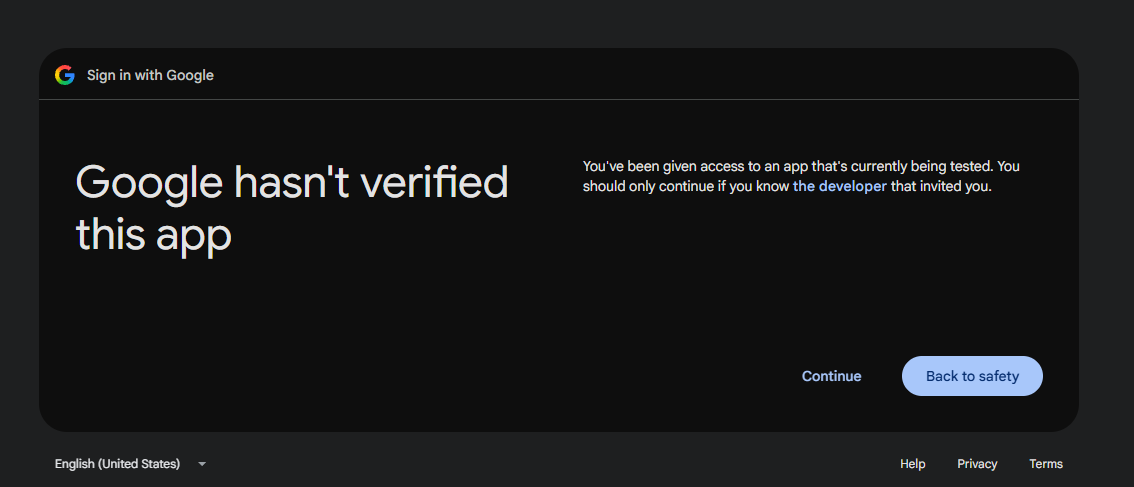 Sign in with Google
Google hasn't verified
this app
You've been given access to an app that's currently being tested. You
should only continue if you know the developer that invited you.
Continue
Back to safety
English (United States)
Help
Privacy
Terms